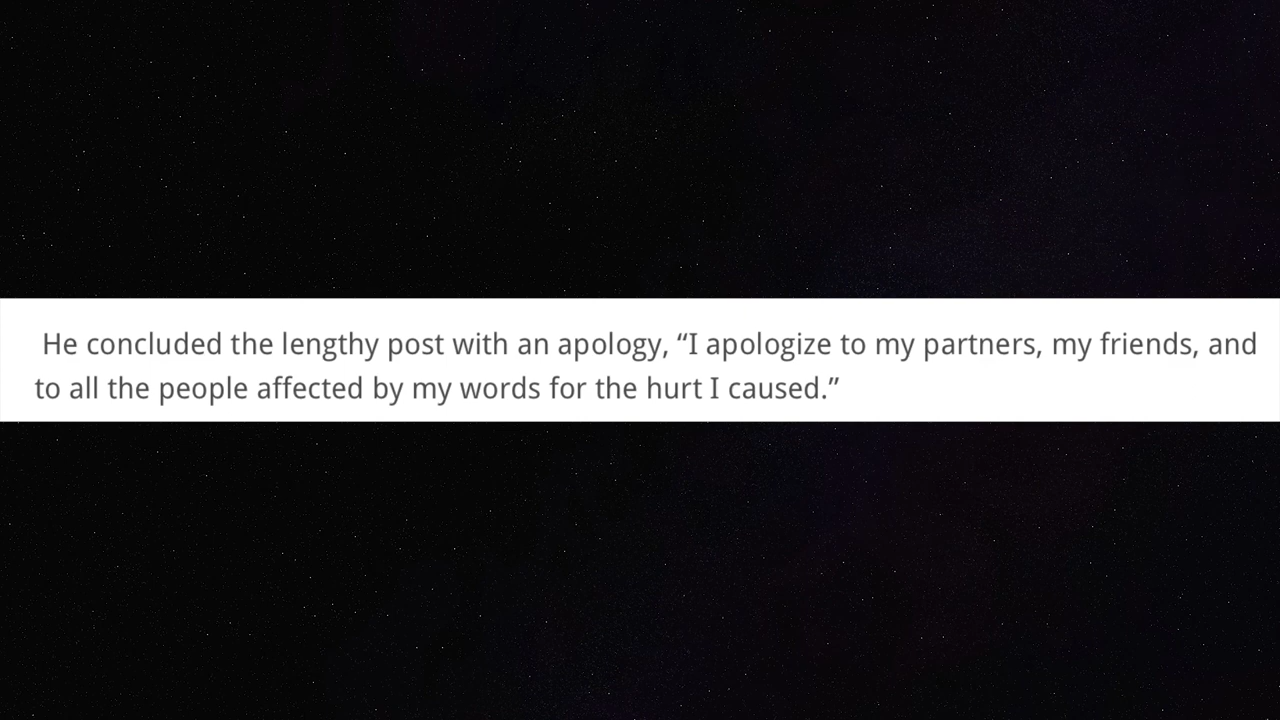 He concluded the lengthy post with an apology, “I apologize to my partners, my friends, and
to all the people affected by my words for the hurt I caused.”